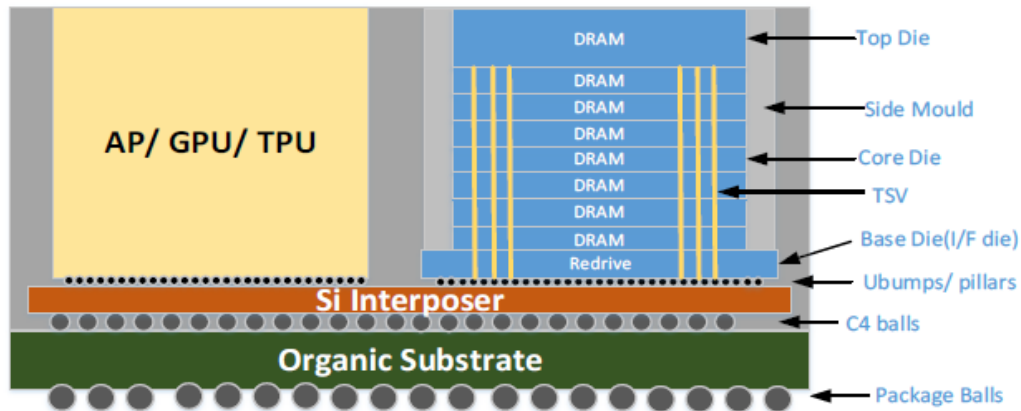 AP/ GPU/ TPU
DRAM
DRAM
DRAM
DRAM
DRAM
DRAM
DRAM
DRAM
Redrive
Top Die
Side Mould
Core Die
TSV
Base Die(I/F die)
Ubumps/ pillars
C4 balls
Package Balls
Si Interposer
Organic Substrate